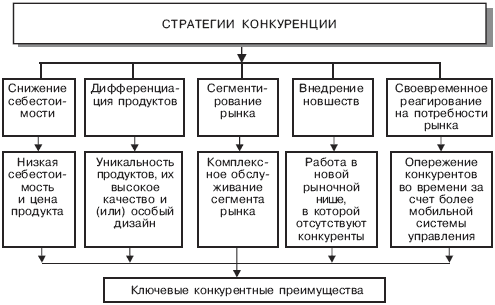 СТРАТЕГИИ КОНКУРЕНЦИИ
Снижение
себестои-
мости
Дифференциа-
ция продуктов
Сегменти-
рование
рынка
Внедрение
новшеств
Своевременное
реагирование
на потребности
рынка
Низкая
себестои-
мость
и цена
продукта
Уникальность
продуктов, их
высокое
качество и
(или) особый
дизайн
Комплекс-
ное обслу-
живание
сегмента
рынка
Работа в
новой
рыночной
нише,
в которой
отсутствуют
конкуренты
Опережение
конкурентов
во времени за
счет более
мобильной
системы
управления
Ключевые конкурентные преимущества